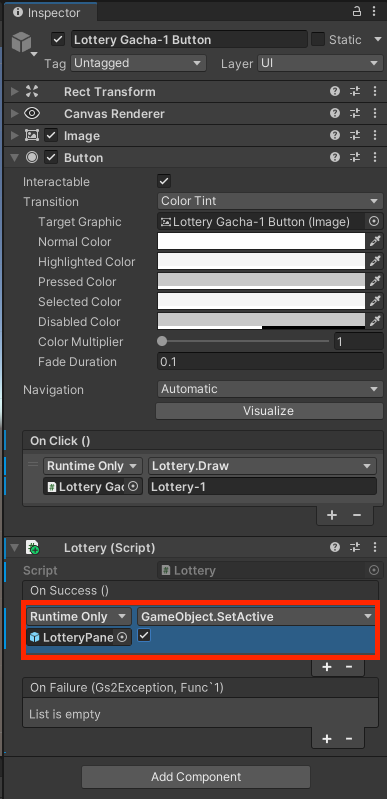 Inspector
Lottery Gacha-1 Button
Static
Tag Untagged Layer UI
Rect Transform
Canvas Renderer
Image
Button
Interactable
Transition Color Tint
Target Graphic Lottery Gacha-1 Button (Image)
Normal Color
Highlighted Color
Pressed Color
Selected Color
Disabled Color
Color Multiplier 1
Fade Duration 0.1
Navigation Automatic
Visualize
On Click ()
Runtime Only Lottery.Draw
Lottery Gac Lottery-1
+ −
Lottery (Script)
Script Lottery
On Success ()
Runtime Only GameObject.SetActive
LotteryPane
+ −
On Failure (Gs2Exception, Func`1)
List is empty
+ −
Add Component